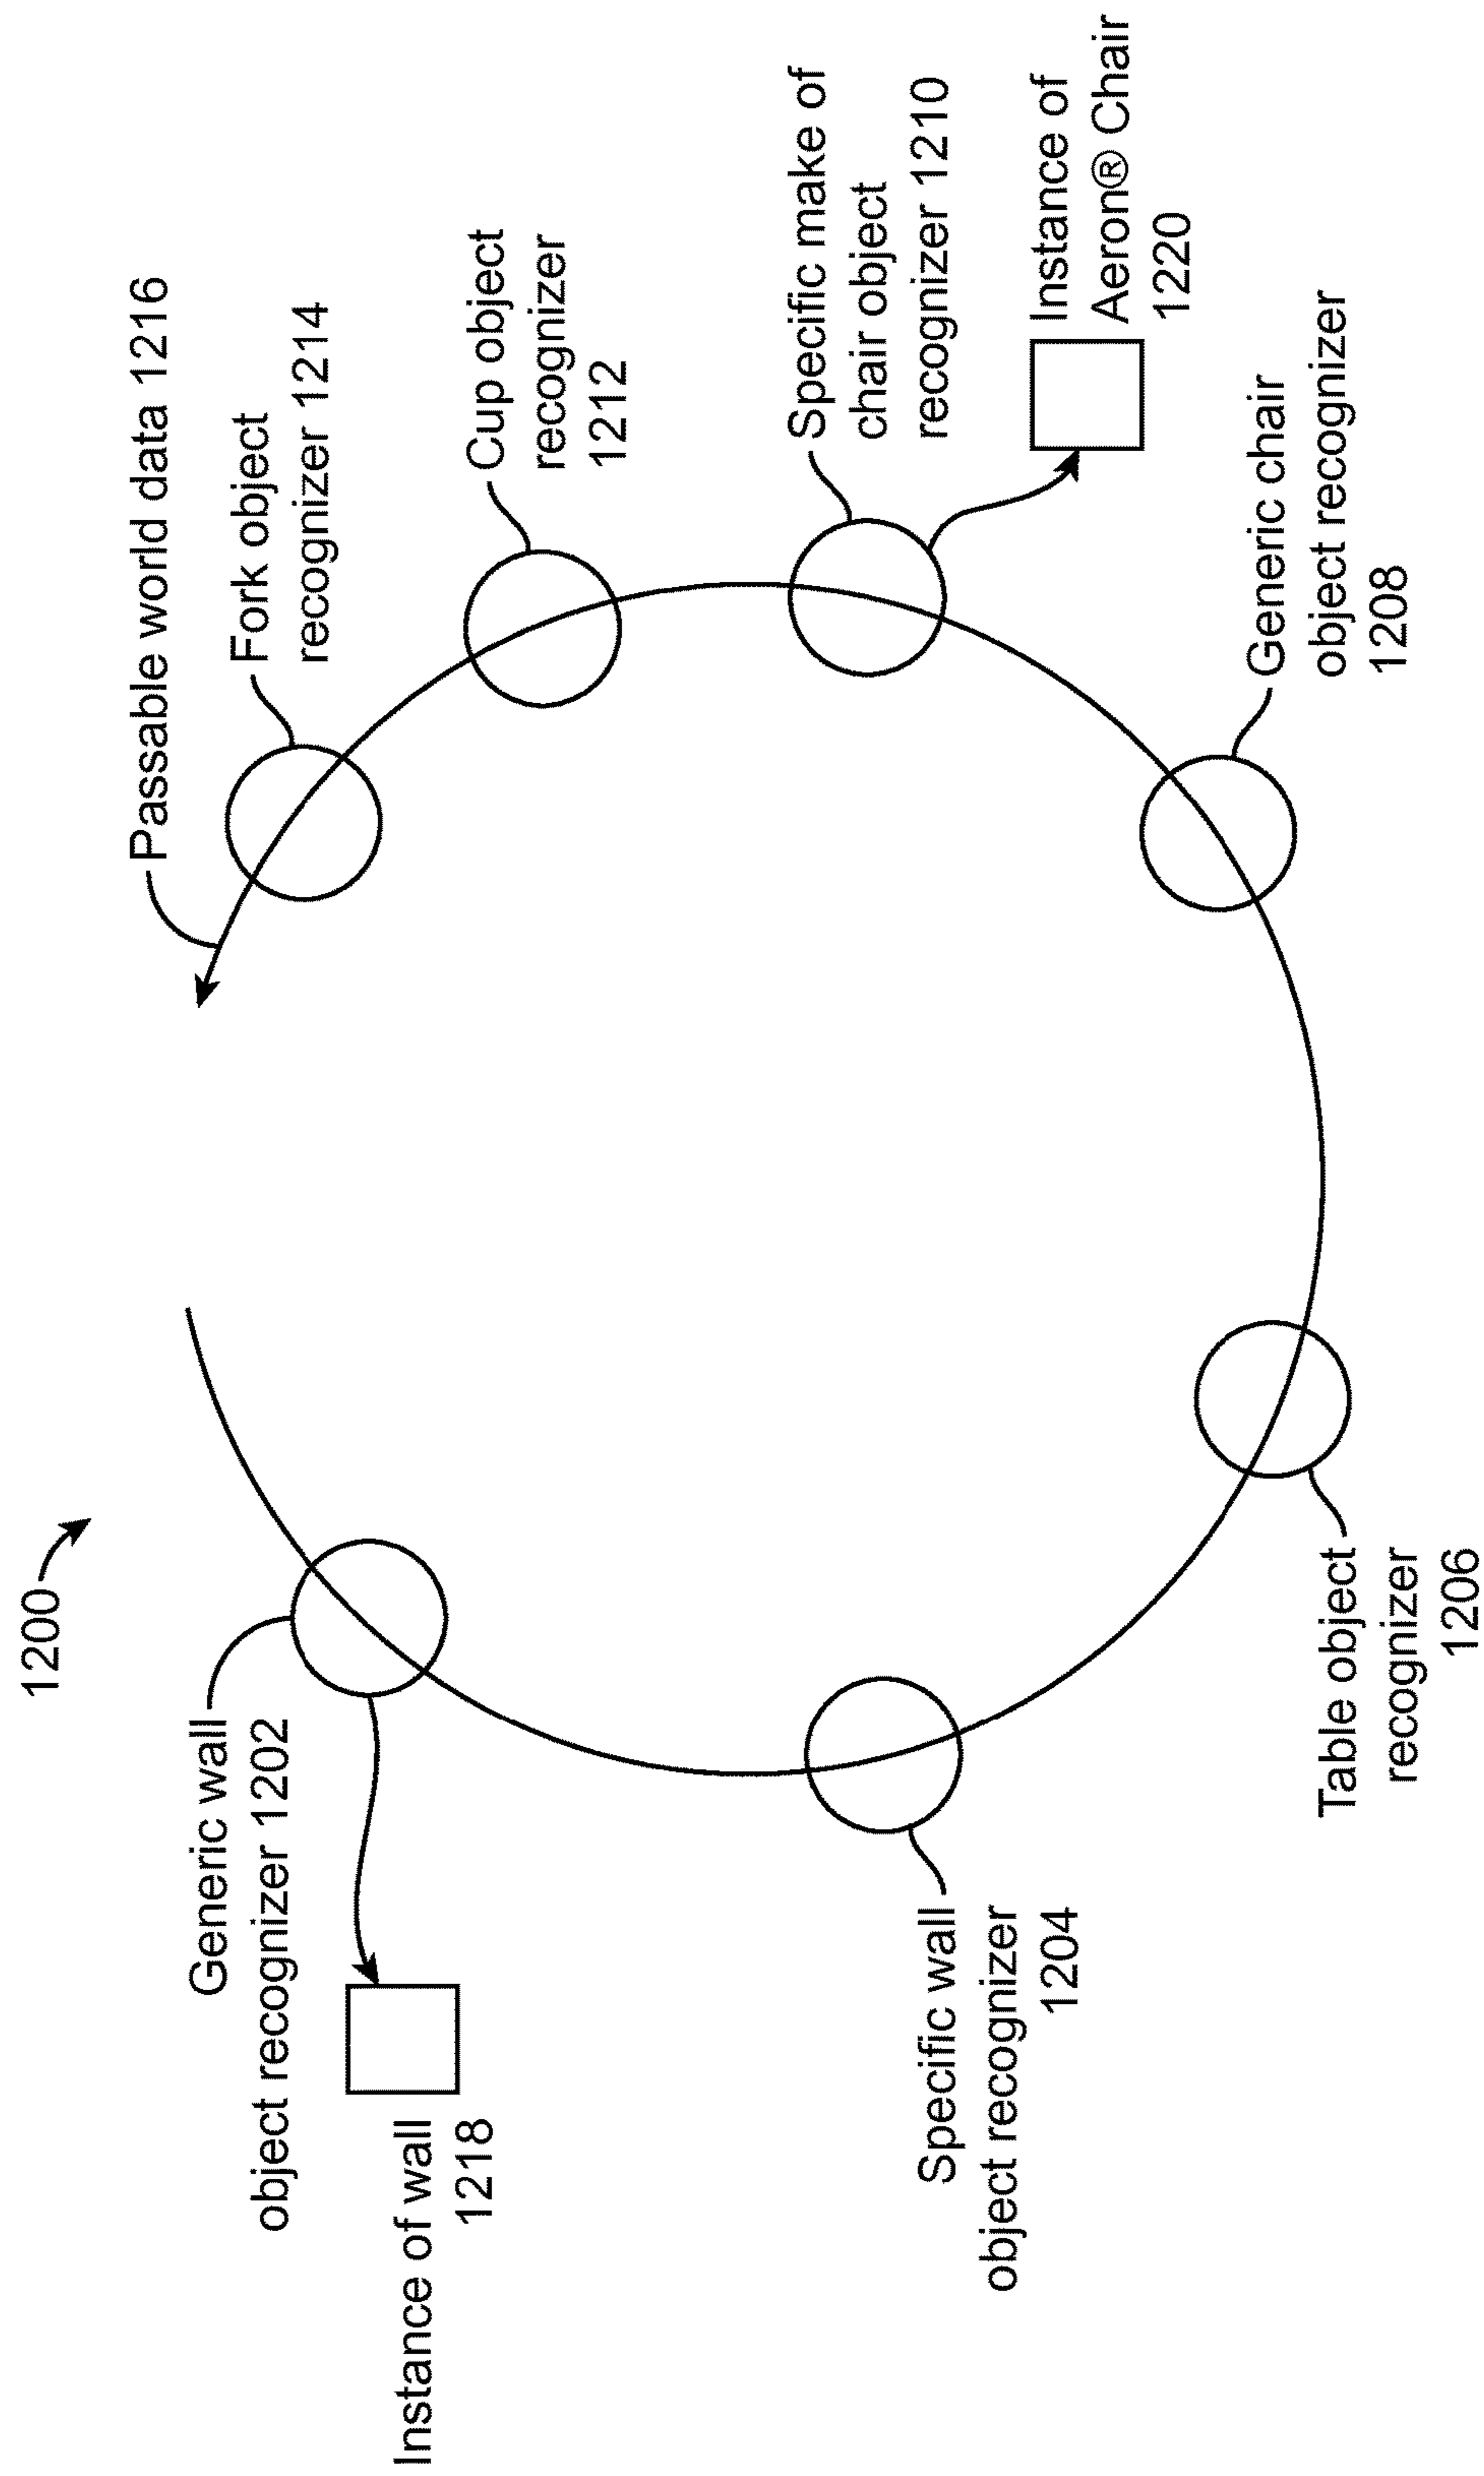 1200
Passable world data 1216
Generic wall
object recognizer 1202
Instance of wall
1218
Specific wall
object recognizer
1204
Table object
recognizer
1206
Generic chair
object recognizer
1208
Specific make of
chair object
recognizer 1210
Instance of
Aeron® Chair
1220
Cup object
recognizer
1212
Fork object
recognizer 1214